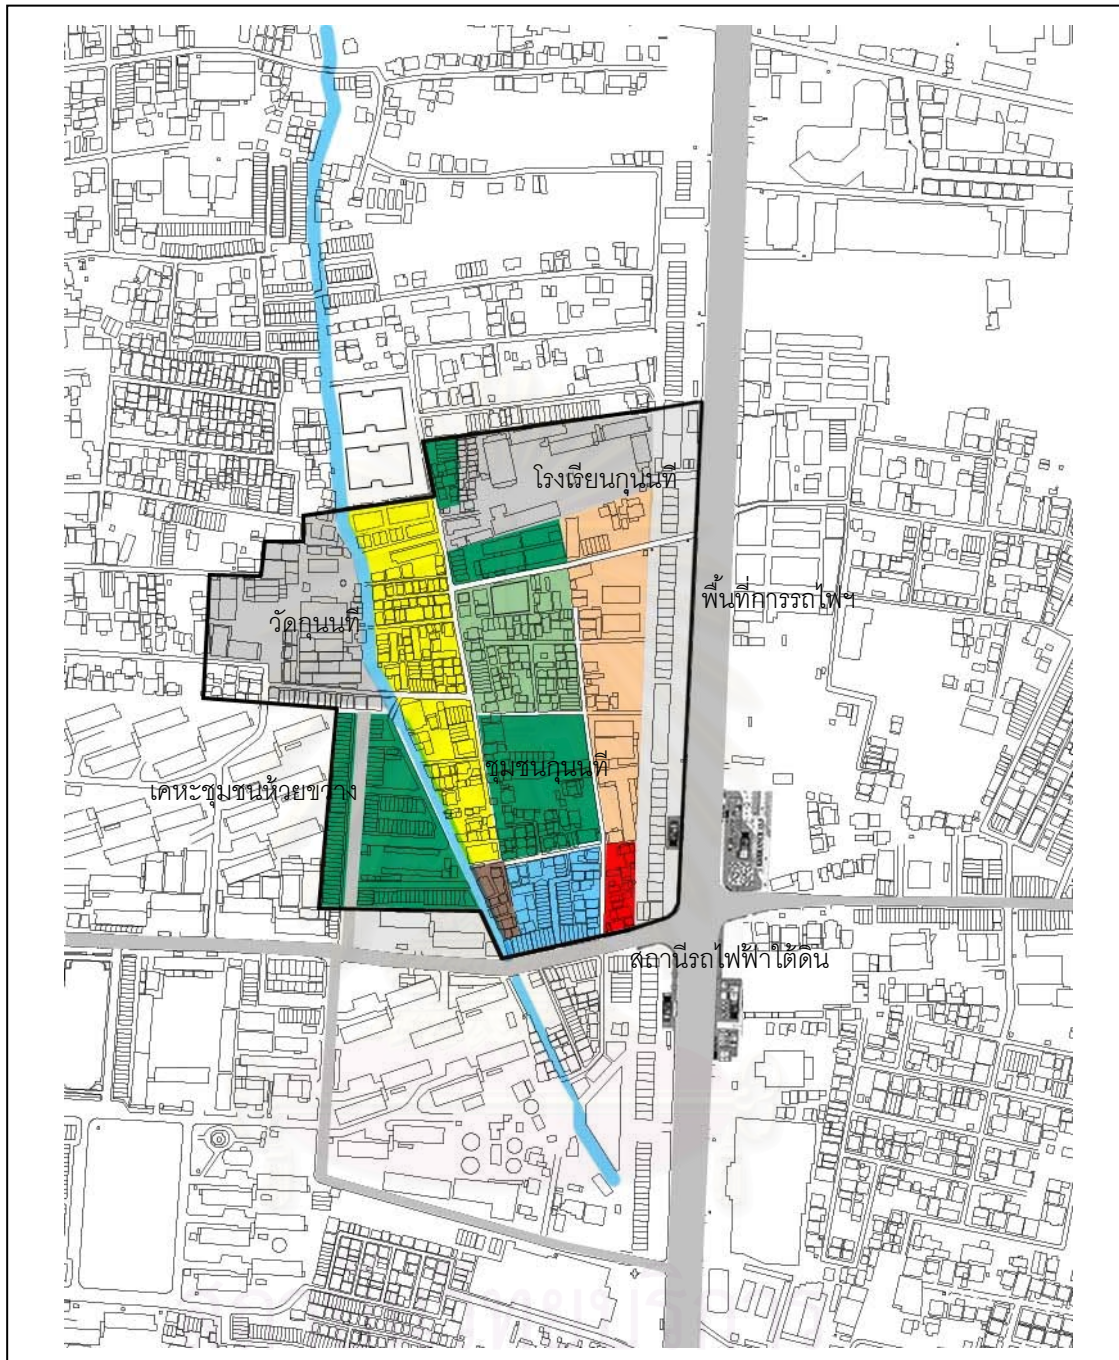 โรงเรียนกุนนที
พื้นที่การรถไฟฯ
วัดกุนนที
ชุมชนกุนนที
เคหะชุมชนห้วยขวาง
สถานีรถไฟฟ้าใต้ดิน